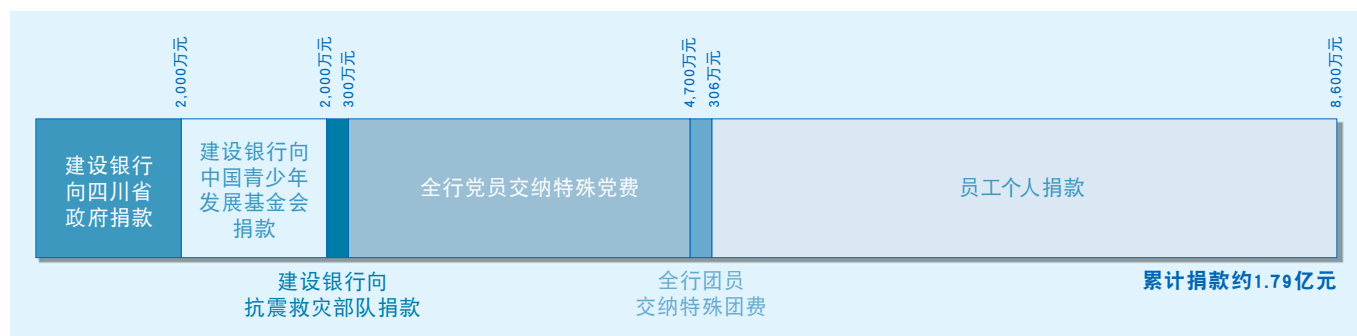 2,000万元
2,000万元
300万元
4,700万元
306万元
8,600万元
建设银行
向四川省
政府捐款
建设银行向
中国青少年
发展基金会
捐款
全行党员交纳特殊党费
员工个人捐款
建设银行向
抗震救灾部队捐款
全行团员
交纳特殊团费
累计捐款约1.79亿元